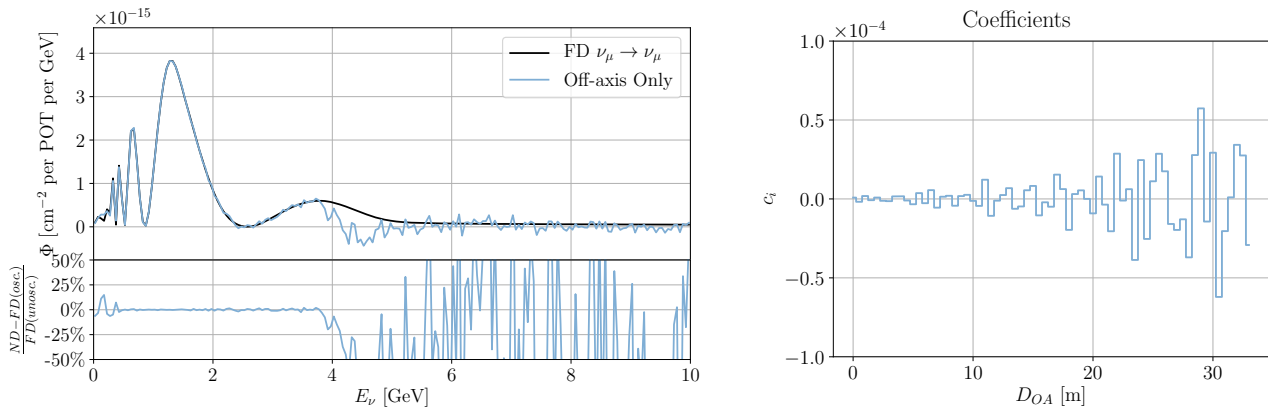 ×10⁻¹⁵
Φ [cm⁻² per POT per GeV]
4
3
2
1
0
FD ν_μ → ν_μ
Off-axis Only
ND−FD(osc.)
FD(unosc.)
50%
25%
0%
-25%
-50%
0 2 4 6 8 10
E_ν [GeV]
Coefficients
×10⁻⁴
c_i
1.0
0.5
0.0
−0.5
−1.0
0 10 20 30
D_OA [m]